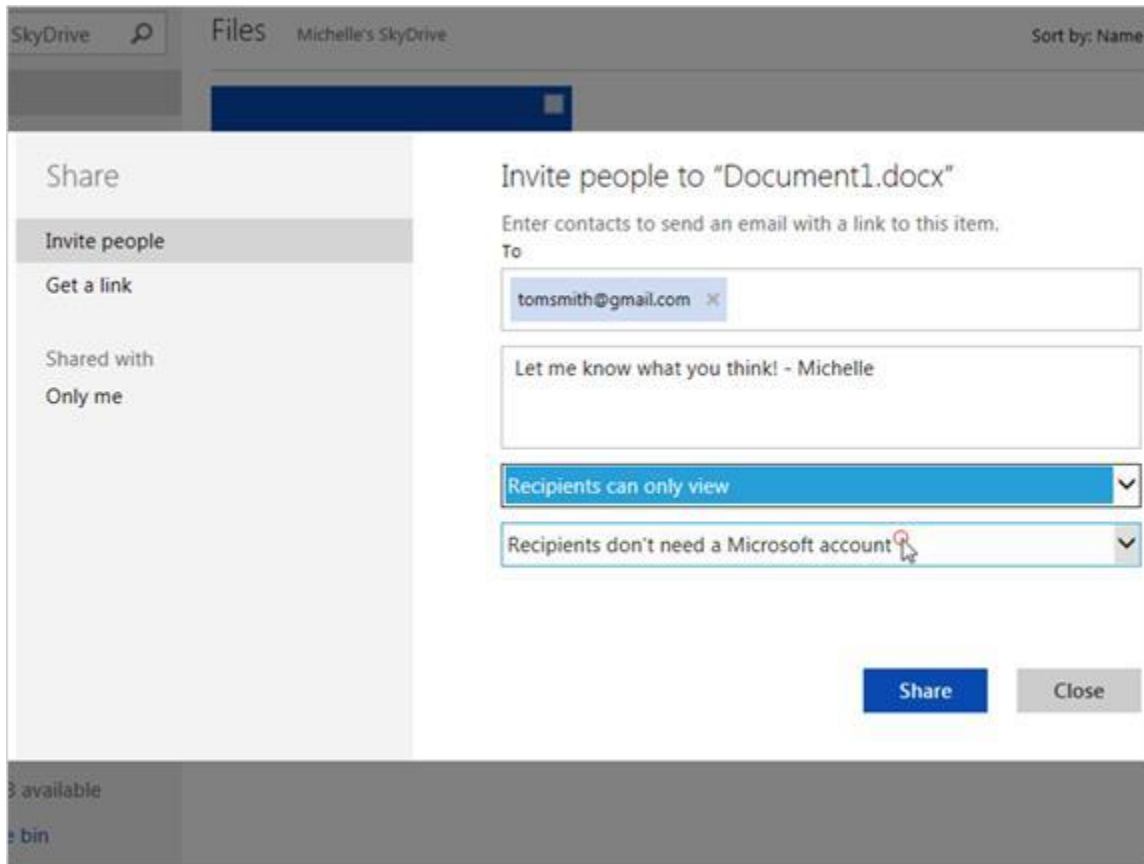 SkyDrive
Files Michelle's SkyDrive
Sort by: Name
Share
Invite people
Get a link
Shared with
Only me
Invite people to “Document1.docx”
Enter contacts to send an email with a link to this item.
To
tomsmith@gmail.com ×
Let me know what you think! - Michelle
Recipients can only view
Recipients don't need a Microsoft account
Share
Close
available
bin